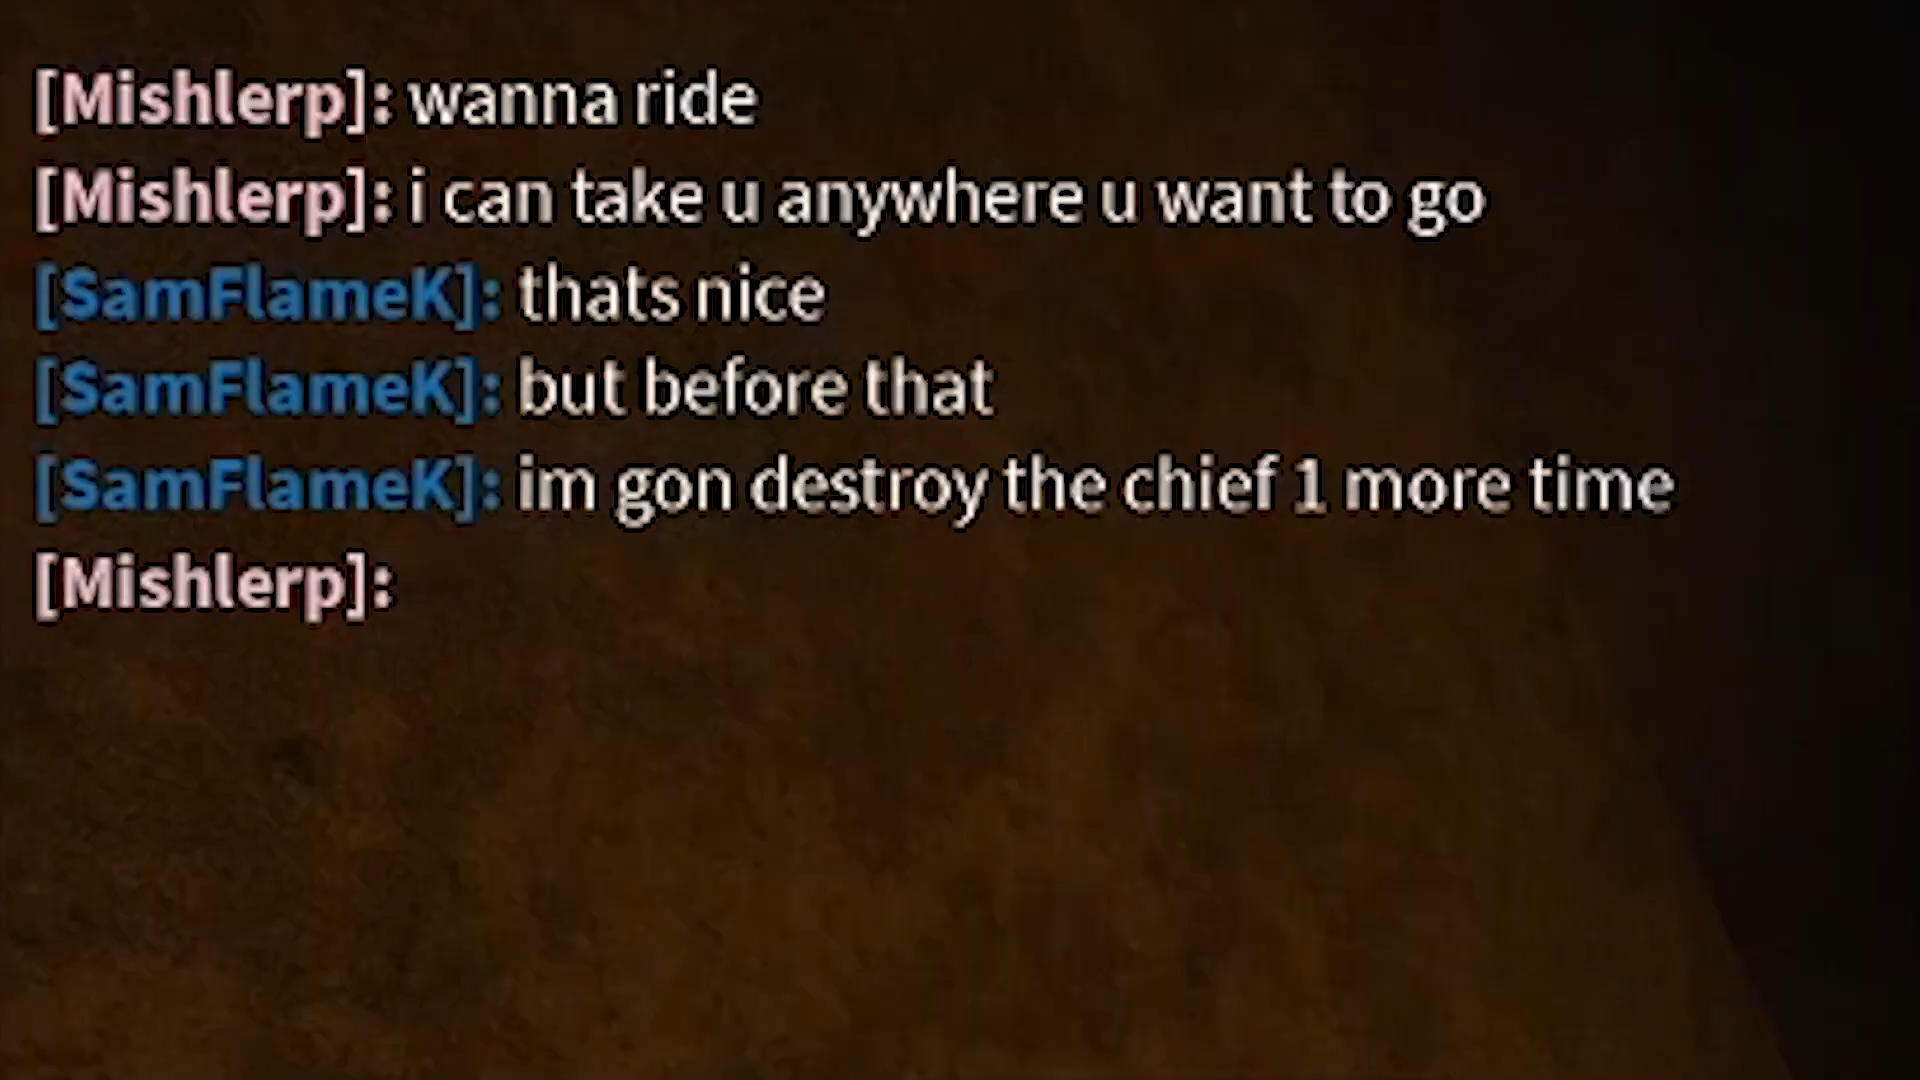 [Mishlerp]: wanna ride
[Mishlerp]: i can take u anywhere u want to go
[SamFlameK]: thats nice
[SamFlameK]: but before that
[SamFlameK]: im gon destroy the chief 1 more time
[Mishlerp]: